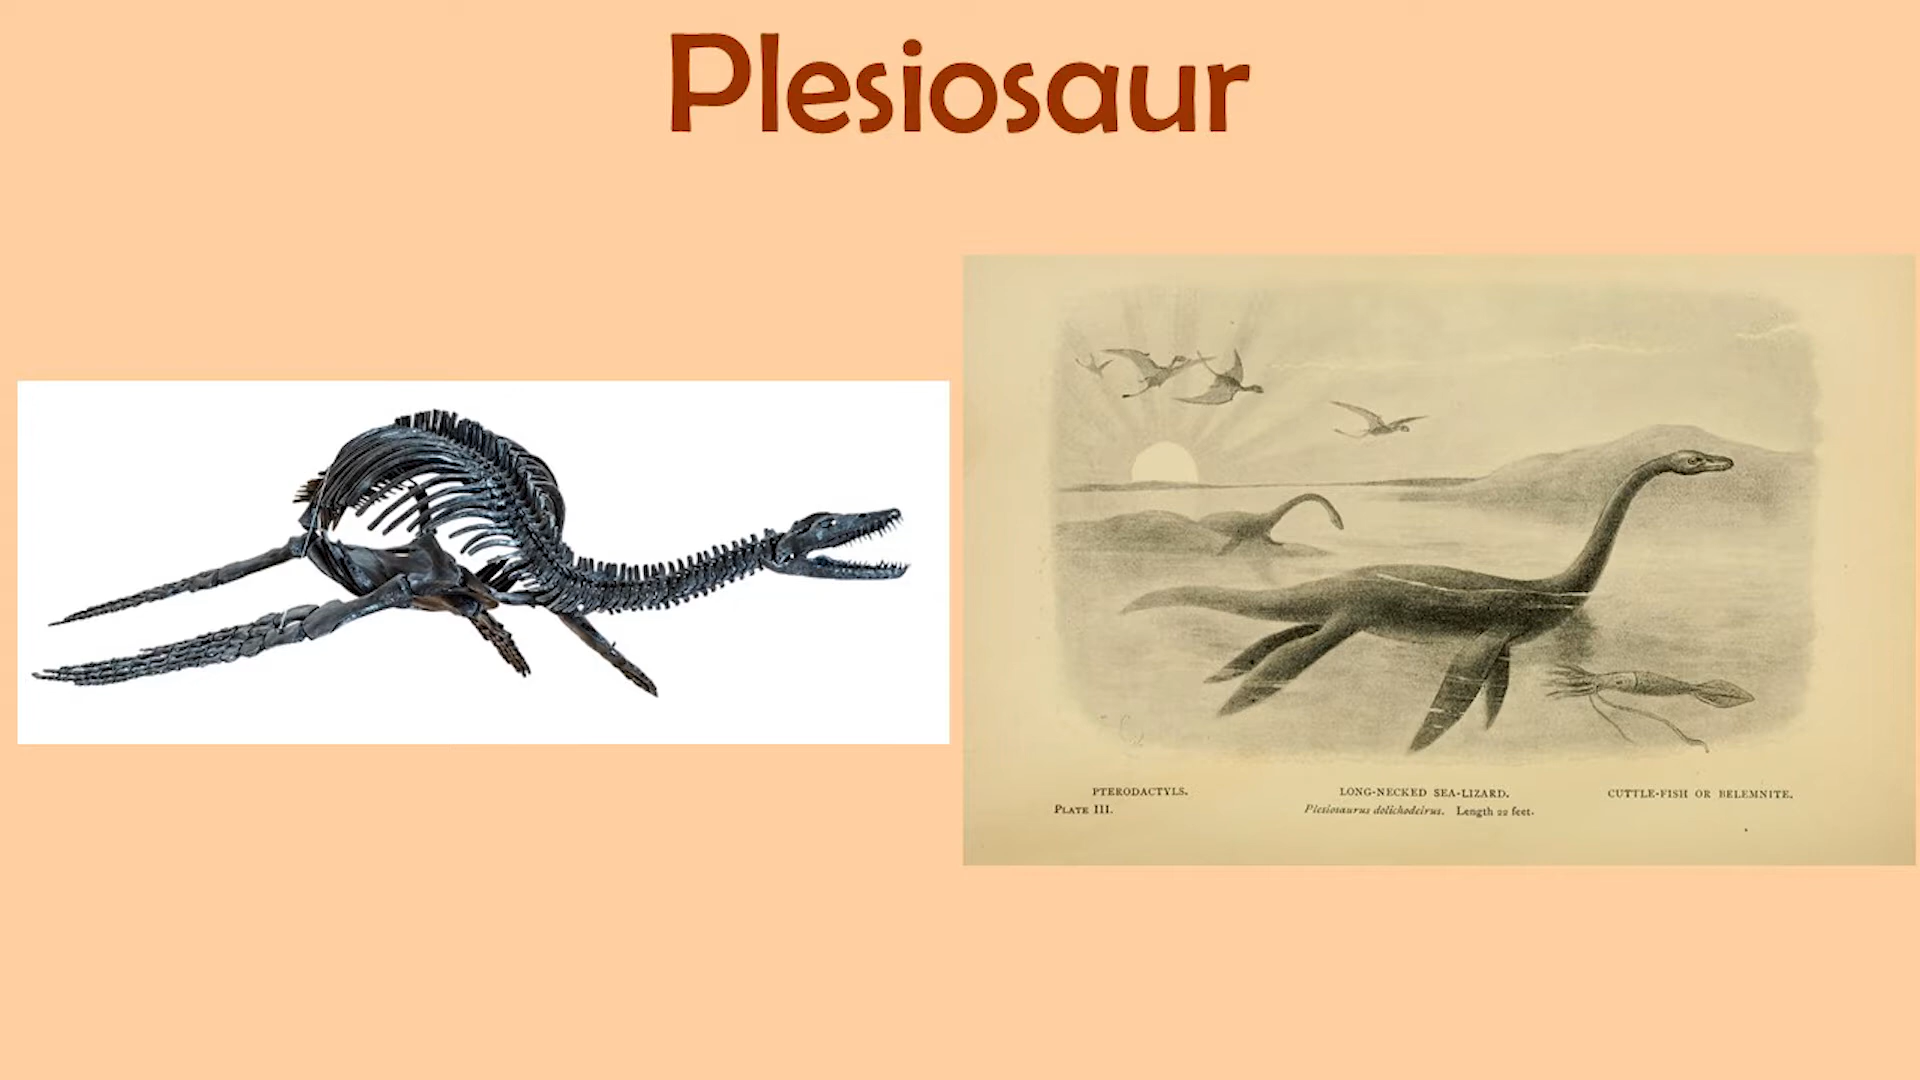 Plesiosaur
PTERODACTYLS.
LONG-NECKED SEA-LIZARD.
CUTTLE-FISH OR BELEMNITE.
PLATE III.
Plesiosaurus dolichodeirus. Length 22 feet.